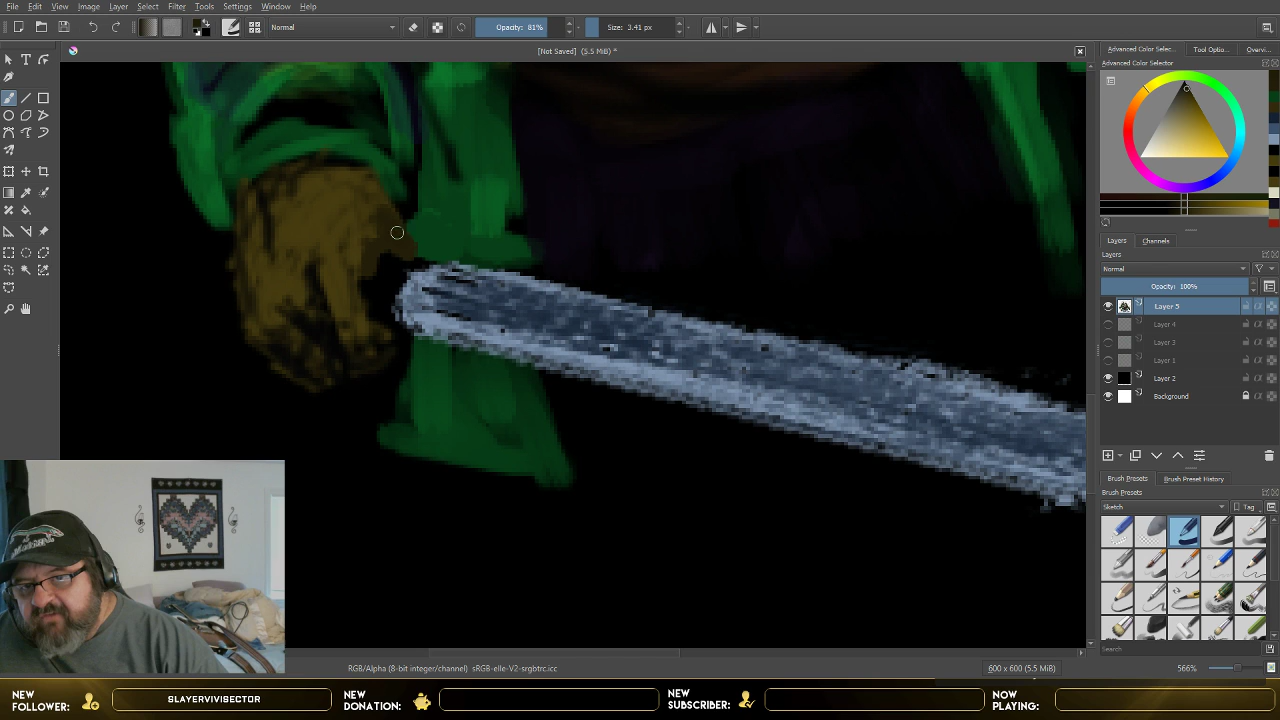 File Edit View Image Layer Select Filter Tools Settings Window Help
Normal
Opacity: 81%
Size: 3.41 px
[Not Saved] (5.5 MiB) *
Advanced Color Selec...
Tool Optio...
Overvi...
Advanced Color Selector
Layers
Channels
Layers
Normal
Opacity: 100%
Layer 5
Layer 4
Layer 3
Layer 1
Layer 2
Background
Brush Presets
Brush Preset History
Brush Presets
Sketch
Tag
Search
RGB/Alpha (8-bit integer/channel) sRGB-elle-V2-srgbtrc.icc
600 x 600 (5.5 MiB)
566%
NEW FOLLOWER:
SLAYERVIVISECTOR
NEW DONATION:
NEW SUBSCRIBER:
NOW PLAYING: